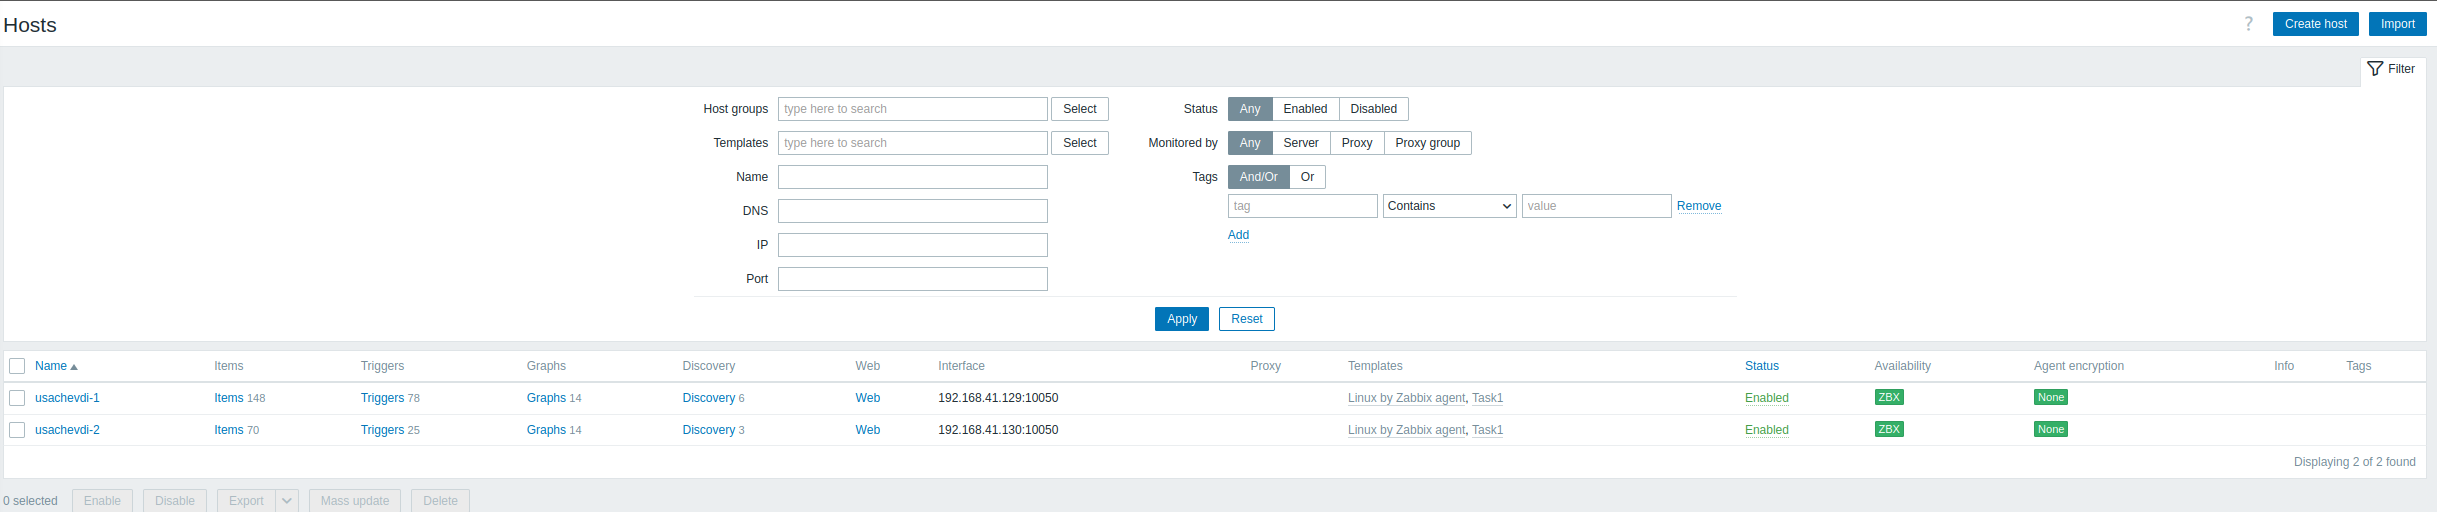 Hosts
? Create host Import
Filter
Host groups type here to search Select Status Any Enabled Disabled
Templates type here to search Select Monitored by Any Server Proxy Proxy group
Name Tags And/Or Or
DNS tag Contains value Remove
Add
IP
Port
Apply Reset
Name Items Triggers Graphs Discovery Web Interface Proxy Templates Status Availability Agent encryption Info Tags
usachevdi-1 Items 148 Triggers 78 Graphs 14 Discovery 6 Web 192.168.41.129:10050 Linux by Zabbix agent, Task1 Enabled ZBX None
usachevdi-2 Items 70 Triggers 25 Graphs 14 Discovery 3 Web 192.168.41.130:10050 Linux by Zabbix agent, Task1 Enabled ZBX None
Displaying 2 of 2 found
0 selected Enable Disable Export Mass update Delete